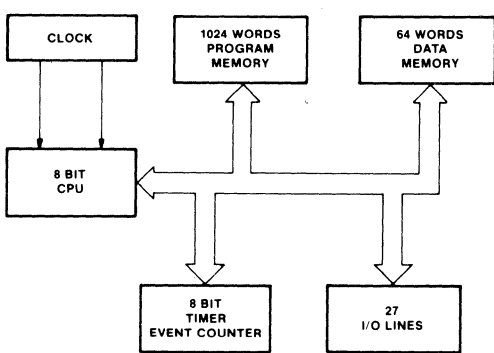 CLOCK
1024 WORDS
PROGRAM
MEMORY
64 WORDS
DATA
MEMORY
8 BIT
CPU
8 BIT
TIMER
EVENT COUNTER
27
I/O LINES